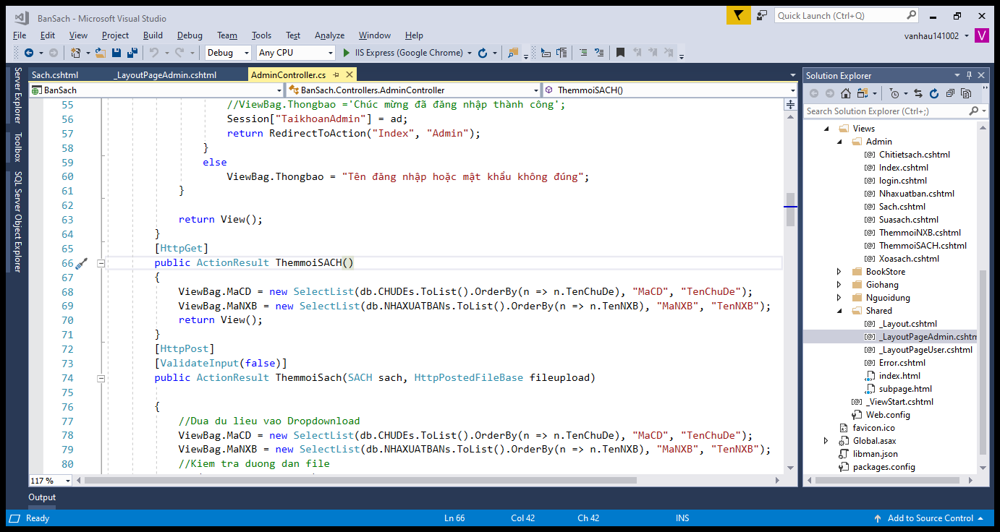 BanSach - Microsoft Visual Studio
Quick Launch (Ctrl+Q)
File Edit View Project Build Debug Team Tools Test Analyze Window Help
vanhau141002
V
Debug Any CPU IIS Express (Google Chrome)
Server Explorer
Toolbox
SQL Server Object Explorer
Sach.cshtml _LayoutPageAdmin.cshtml AdminController.cs
BanSach BanSach.Controllers.AdminController ThemmoiSACH()
55 //ViewBag.Thongbao ='Chúc mừng đã đăng nhập thành công';
56 Session["TaikhoanAdmin"] = ad;
57 return RedirectToAction("Index", "Admin");
58 }
59 else
60 ViewBag.Thongbao = "Tên đăng nhập hoặc mật khẩu không đúng";
61 }
62
63 return View();
64 }
65 [HttpGet]
66 public ActionResult ThemmoiSACH()
67 {
68 ViewBag.MaCD = new SelectList(db.CHUDEs.ToList().OrderBy(n => n.TenChuDe), "MaCD", "TenChuDe");
69 ViewBag.MaNXB = new SelectList(db.NHAXUATBANs.ToList().OrderBy(n => n.TenNXB), "MaNXB", "TenNXB");
70 return View();
71 }
72 [HttpPost]
73 [ValidateInput(false)]
74 public ActionResult ThemmoiSach(SACH sach, HttpPostedFileBase fileupload)
75
76 {
77 //Dua du lieu vao Dropdownload
78 ViewBag.MaCD = new SelectList(db.CHUDEs.ToList().OrderBy(n => n.TenChuDe), "MaCD", "TenChuDe");
79 ViewBag.MaNXB = new SelectList(db.NHAXUATBANs.ToList().OrderBy(n => n.TenNXB), "MaNXB", "TenNXB");
80 //Kiem tra duong dan file
117 %
Solution Explorer
Search Solution Explorer (Ctrl+;)
Views
Admin
Chitietsach.cshtml
Index.cshtml
login.cshtml
Nhaxuatban.cshtml
Sach.cshtml
Suasach.cshtml
ThemmoiNXB.cshtml
ThemmoiSACH.cshtml
Xoasach.cshtml
BookStore
Giohang
Nguoidung
Shared
_Layout.cshtml
_LayoutPageAdmin.cshtm
_LayoutPageUser.cshtml
Error.cshtml
index.html
subpage.html
_ViewStart.cshtml
Web.config
favicon.ico
Global.asax
libman.json
packages.config
Output
Ready Ln 66 Col 42 Ch 42 INS Add to Source Control